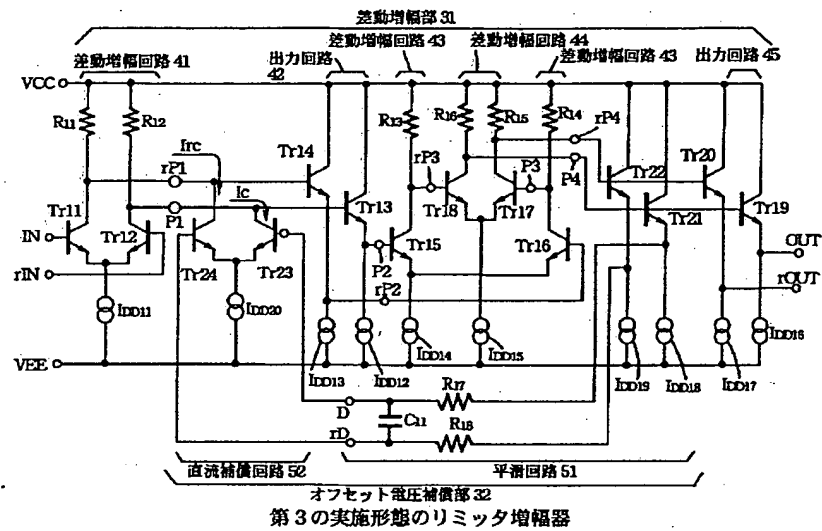 差動増幅部 31
差動増幅回路 41
出力回路 42
差動増幅回路 43
差動増幅回路 44
差動増幅回路 43
出力回路 45
VCC
R11
R12
R13
R16
R15
R14
rP4
P4
Irc
Ic
rP1
P1
Tr14
Tr13
rP3
P3
Tr18
Tr17
Tr22
Tr20
Tr21
Tr19
Tr11
Tr12
IN
rIN
Tr24
Tr23
P2
rP2
Tr15
Tr16
OUT
rOUT
IDD11
IDD20
VEE
IDD13
IDD12
IDD14
IDD15
IDD19
IDD18
IDD17
IDD16
D
rD
C11
R17
R18
直流補償回路 52
平滑回路 51
オフセット電圧補償部 32
第3の実施形態のリミッタ増幅器